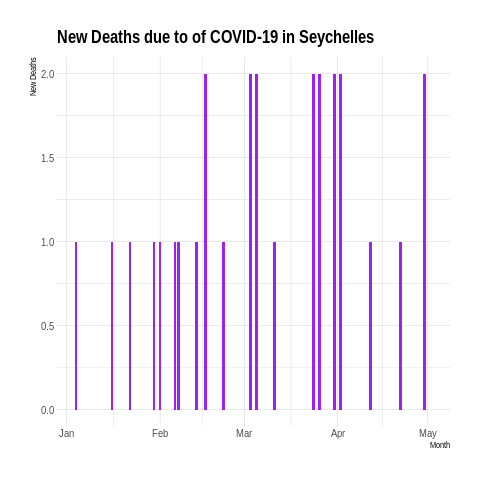 New Deaths due to of COVID-19 in Seychelles
New Deaths
2.0
1.5
1.0
0.5
0.0
Jan Feb Mar Apr May
Month